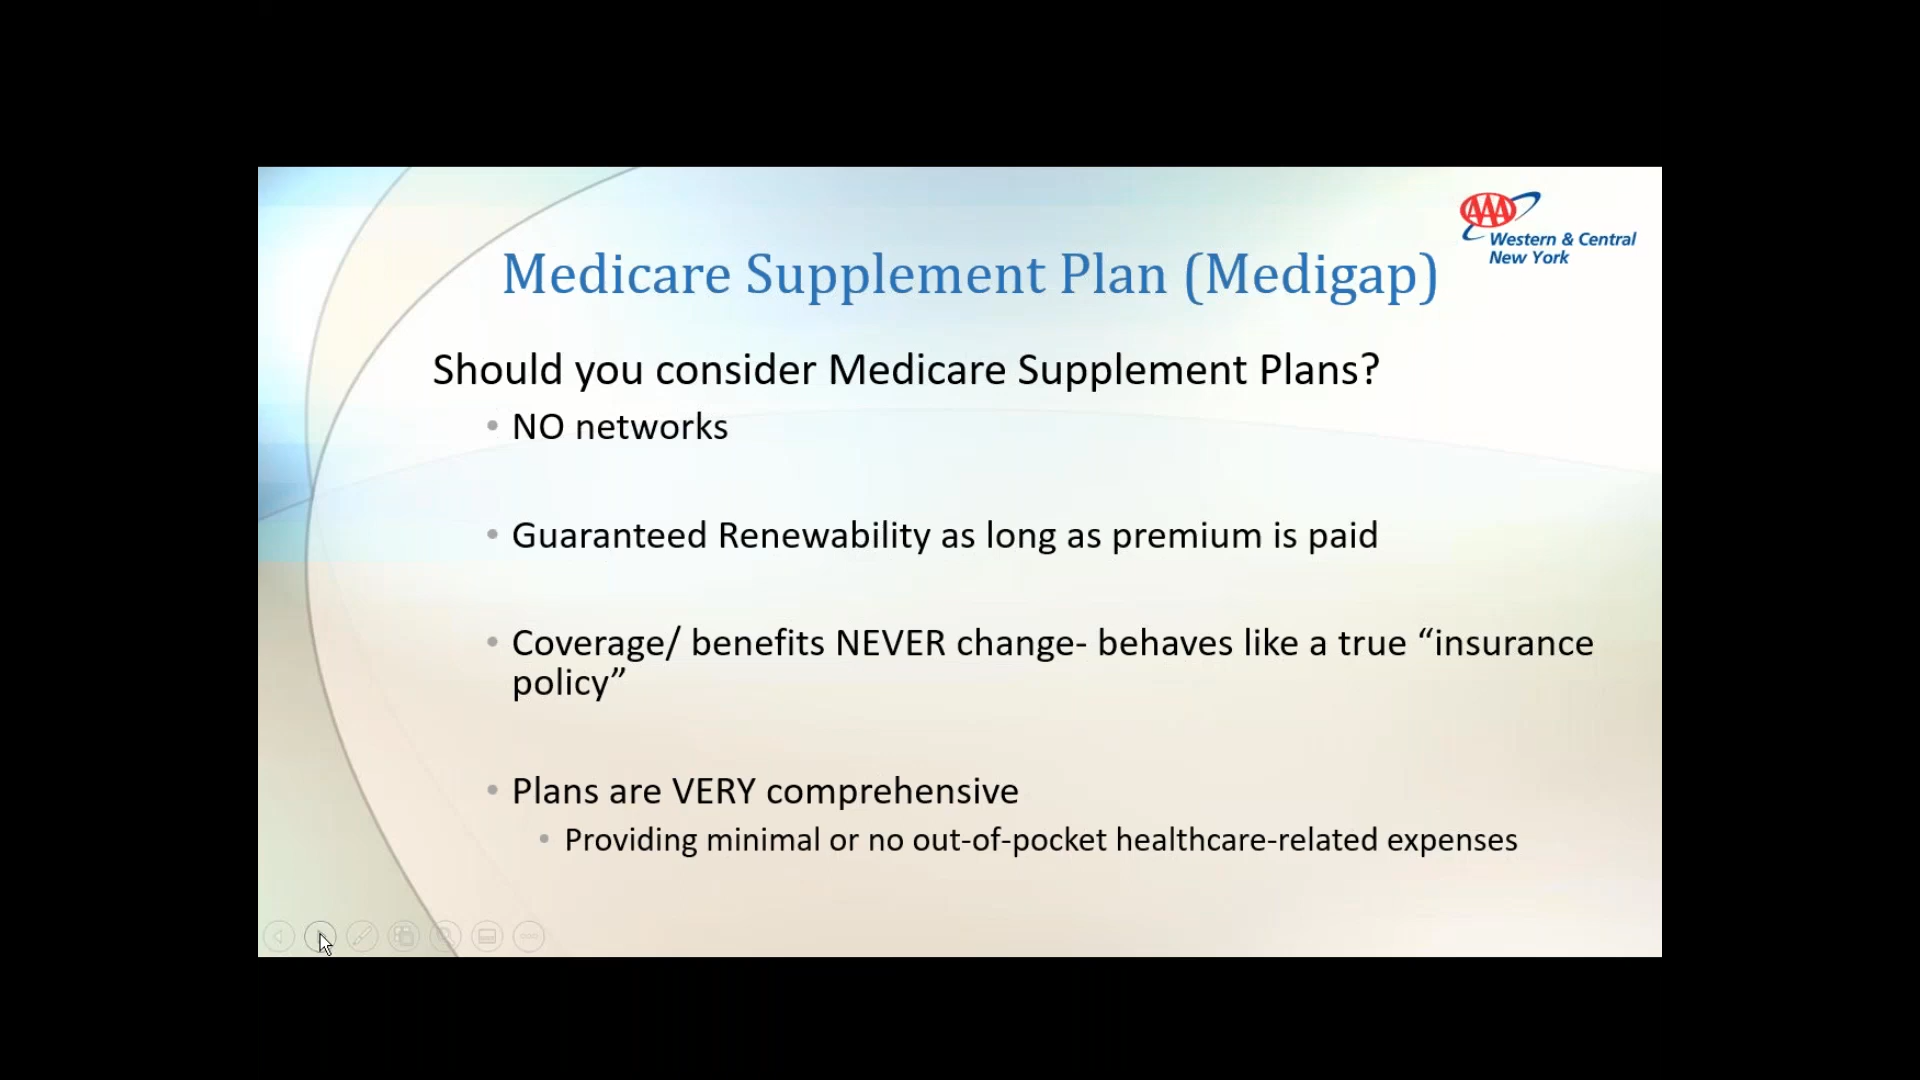 AAA
Western & Central
New York
Medicare Supplement Plan (Medigap)
Should you consider Medicare Supplement Plans?
• NO networks
• Guaranteed Renewability as long as premium is paid
• Coverage/ benefits NEVER change- behaves like a true “insurance
policy”
• Plans are VERY comprehensive
• Providing minimal or no out-of-pocket healthcare-related expenses